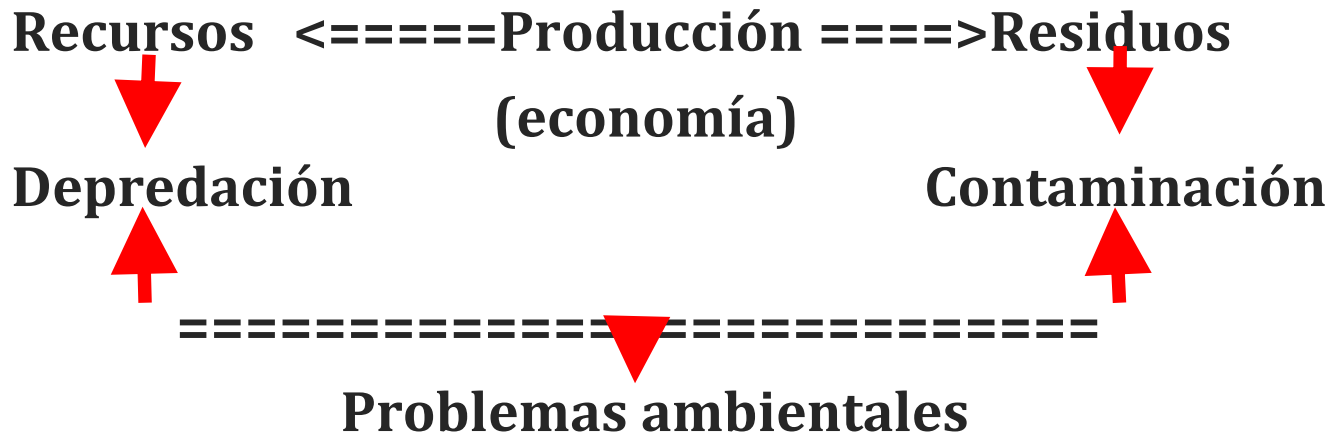 Recursos <=====Producción ====>Residuos
(economía)
Depredación Contaminación
===========================
Problemas ambientales